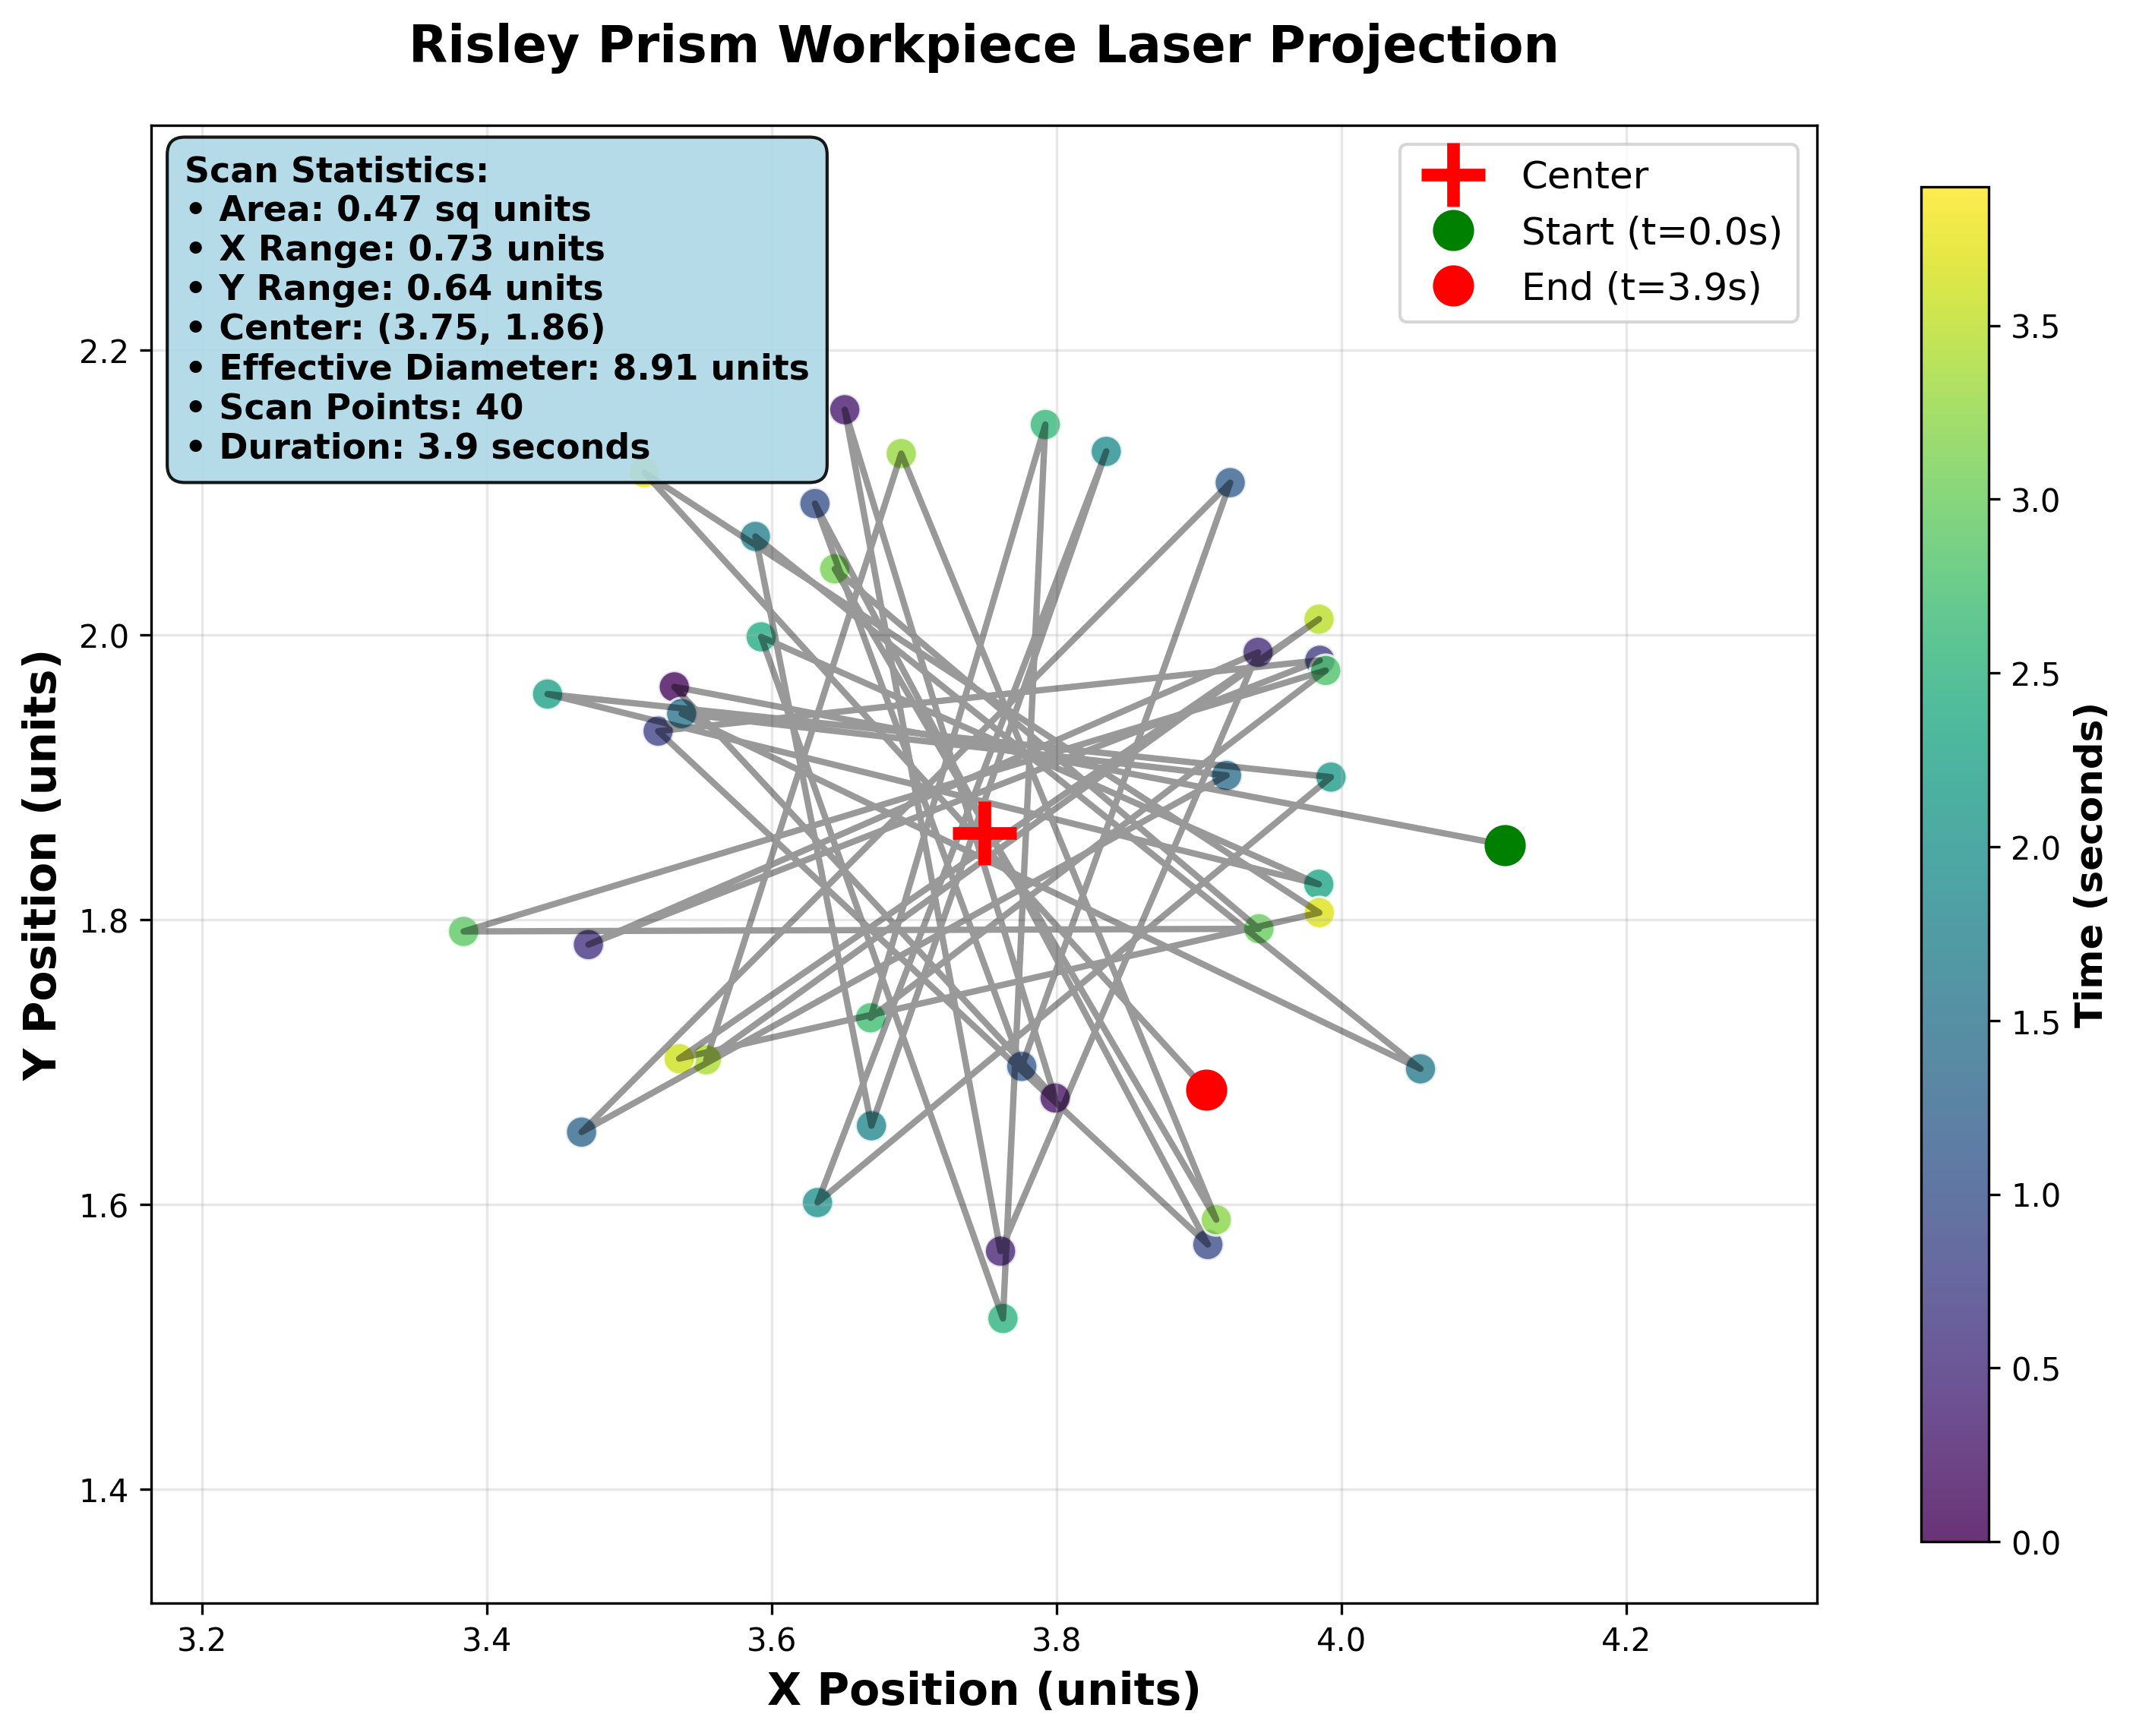 Risley Prism Workpiece Laser Projection
Scan Statistics:
• Area: 0.47 sq units
• X Range: 0.73 units
• Y Range: 0.64 units
• Center: (3.75, 1.86)
• Effective Diameter: 8.91 units
• Scan Points: 40
• Duration: 3.9 seconds
Center
Start (t=0.0s)
End (t=3.9s)
Y Position (units)
2.2
2.0
1.8
1.6
1.4
3.2
3.4
3.6
3.8
4.0
4.2
X Position (units)
3.5
3.0
2.5
2.0
1.5
1.0
0.5
0.0
Time (seconds)